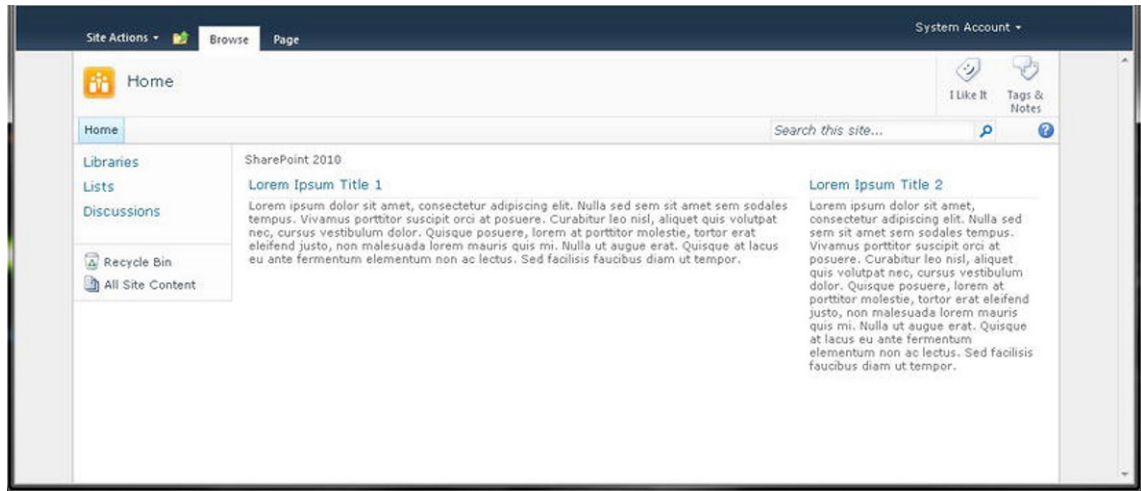 Site Actions
Browse
Page
System Account
Home
I Like It
Tags &
Notes
Home
Search this site...
Libraries
Lists
Discussions
Recycle Bin
All Site Content
SharePoint 2010
Lorem Ipsum Title 1
Lorem ipsum dolor sit amet, consectetur adipiscing elit. Nulla sed sem sit amet sem sodales
tempus. Vivamus porttitor suscipit orci at posuere. Curabitur leo nisl, aliquet quis volutpat
nec, cursus vestibulum dolor. Quisque posuere, lorem at porttitor molestie, tortor erat
eleifend justo, non malesuada lorem mauris quis mi. Nulla ut augue erat. Quisque at lacus
eu ante fermentum elementum non ac lectus. Sed facilisis faucibus diam ut tempor.
Lorem Ipsum Title 2
Lorem ipsum dolor sit amet,
consectetur adipiscing elit. Nulla sed
sem sit amet sem sodales tempus.
Vivamus porttitor suscipit orci at
posuere. Curabitur leo nisl, aliquet
quis volutpat nec, cursus vestibulum
dolor. Quisque posuere, lorem at
porttitor molestie, tortor erat eleifend
justo, non malesuada lorem mauris
quis mi. Nulla ut augue erat. Quisque
at lacus eu ante fermentum
elementum non ac lectus. Sed facilisis
faucibus diam ut tempor.